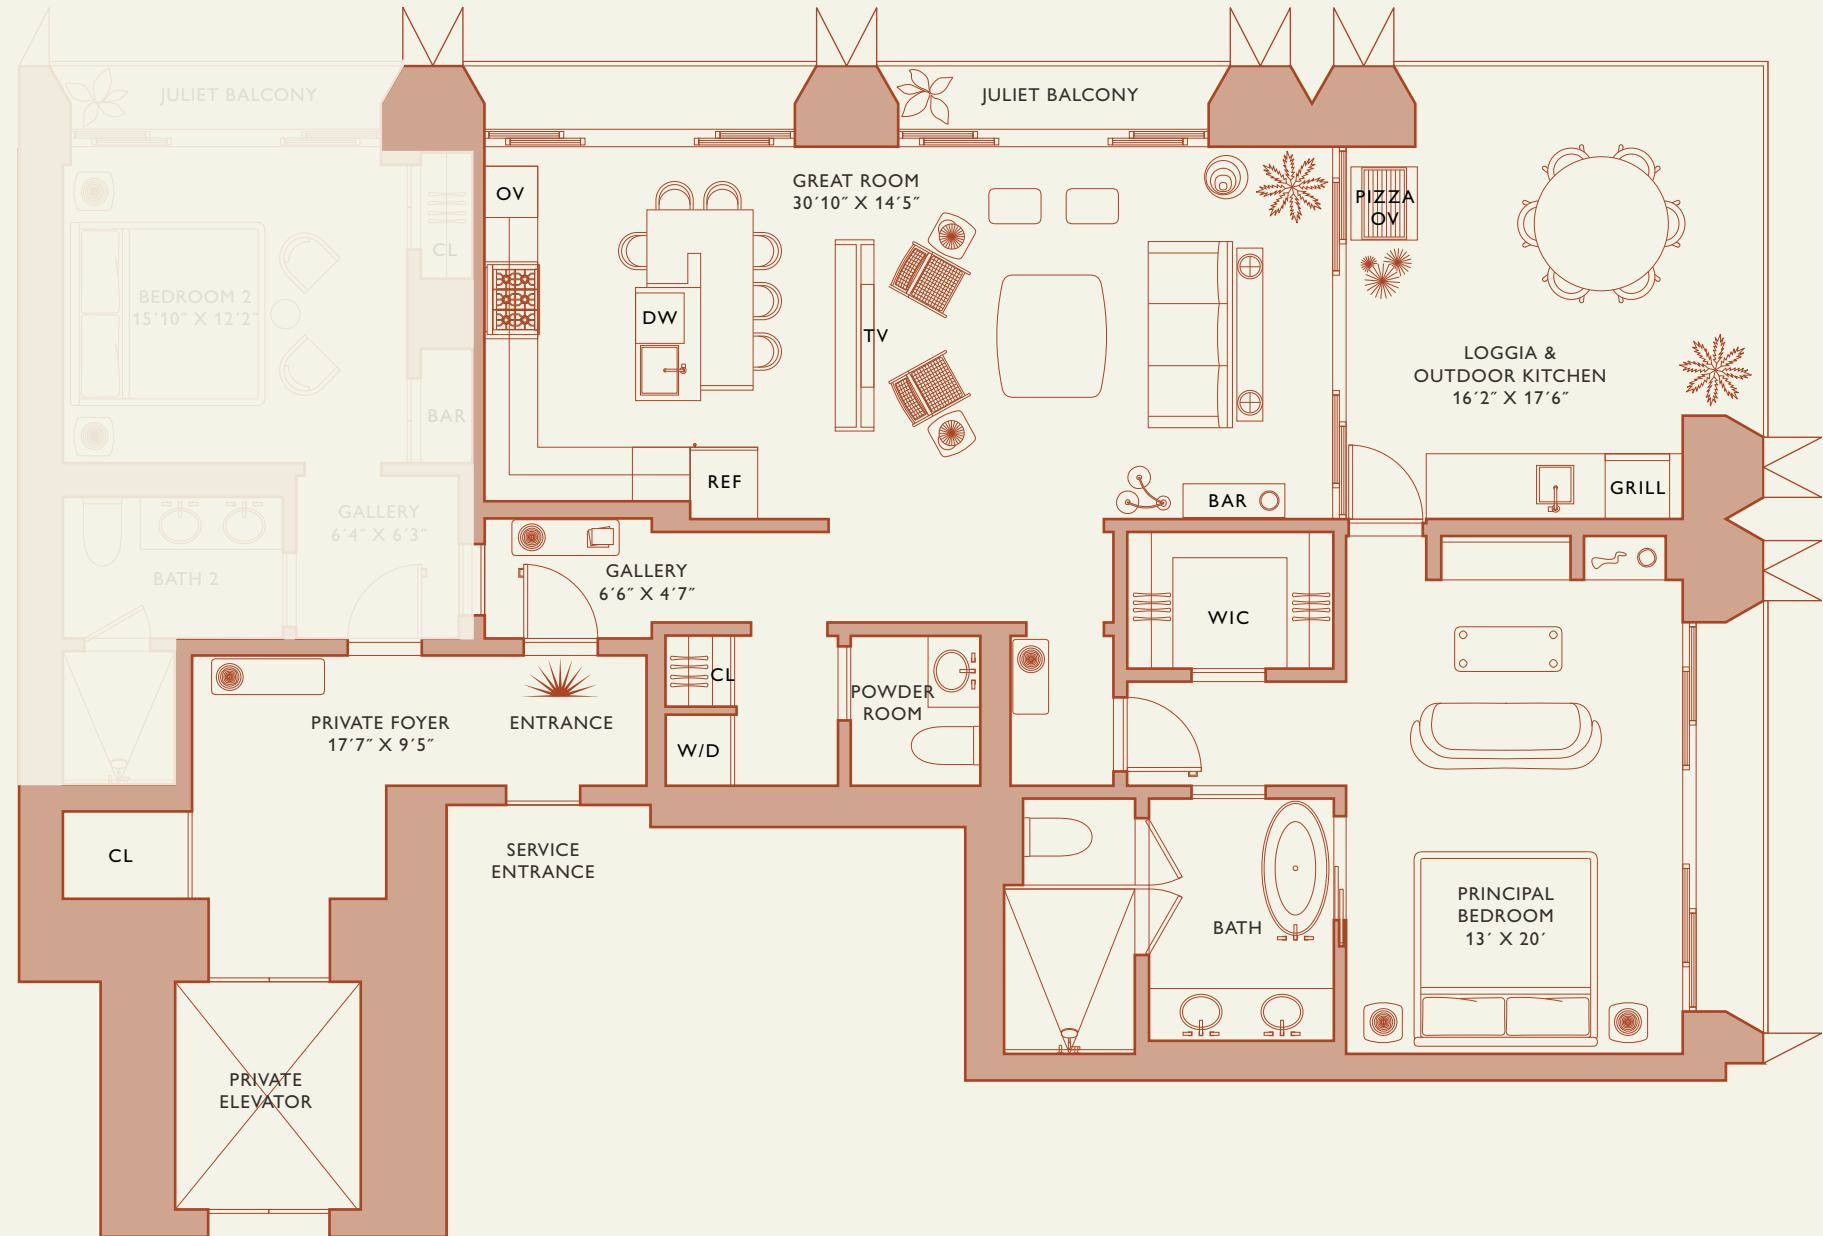 JULIET BALCONY
JULIET BALCONY
OV
GREAT ROOM
30′10″ X 14′5″
PIZZA
OV
CL
BEDROOM 2
15′10″ X 12′2″
DW
TV
LOGGIA &
OUTDOOR KITCHEN
16′2″ X 17′6″
BAR
REF
BAR
GRILL
GALLERY
6′4″ X 6′3″
BATH 2
GALLERY
6′6″ X 4′7″
WIC
CL
POWDER
ROOM
PRIVATE FOYER
17′7″ X 9′5″
ENTRANCE
W/D
CL
SERVICE
ENTRANCE
BATH
PRINCIPAL
BEDROOM
13′ X 20′
PRIVATE
ELEVATOR